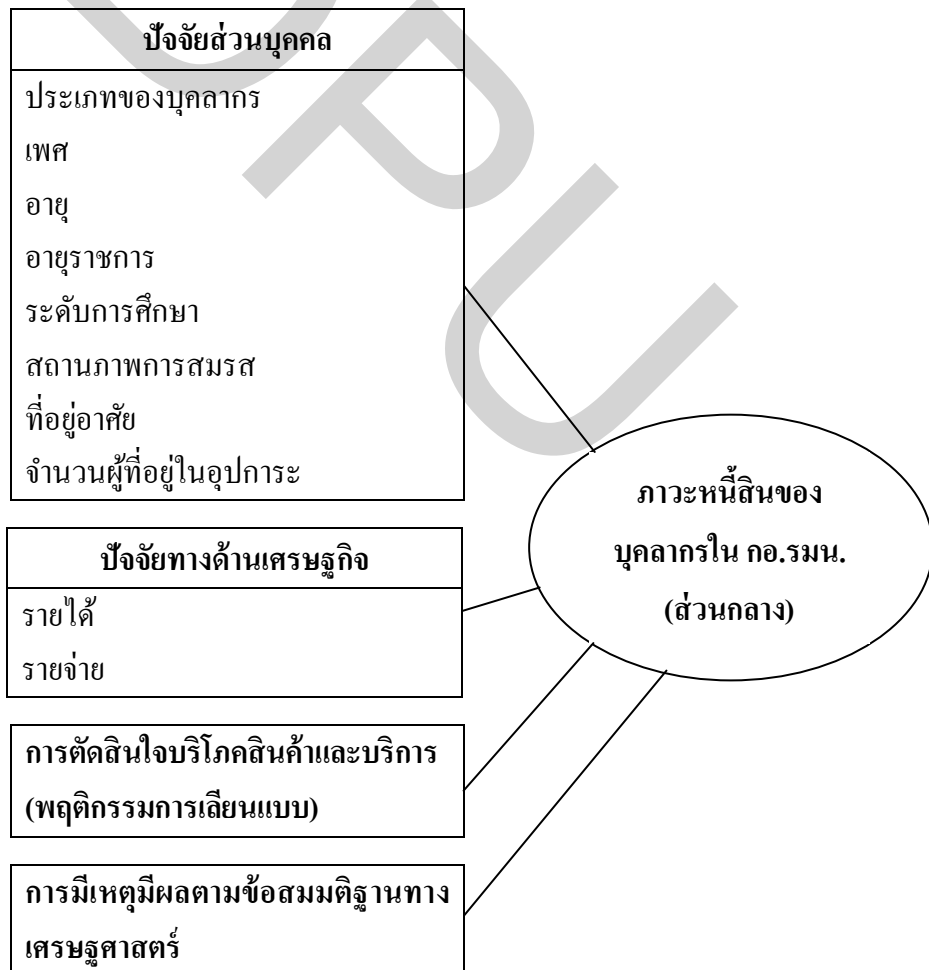 ปัจจัยส่วนบุคคล
ประเภทของบุคลากร
เพศ
อายุ
อายุราชการ
ระดับการศึกษา
สถานภาพการสมรส
ที่อยู่อาศัย
จำนวนผู้ที่อยู่ในอุปการะ
ปัจจัยทางด้านเศรษฐกิจ
รายได้
รายจ่าย
การตัดสินใจบริโภคสินค้าและบริการ
(พฤติกรรมการเลียนแบบ)
การมีเหตุมีผลตามข้อสมมติฐานทาง
เศรษฐศาสตร์
ภาวะหนี้สินของ
บุคลากรใน กอ.รมน.
(ส่วนกลาง)
DPU